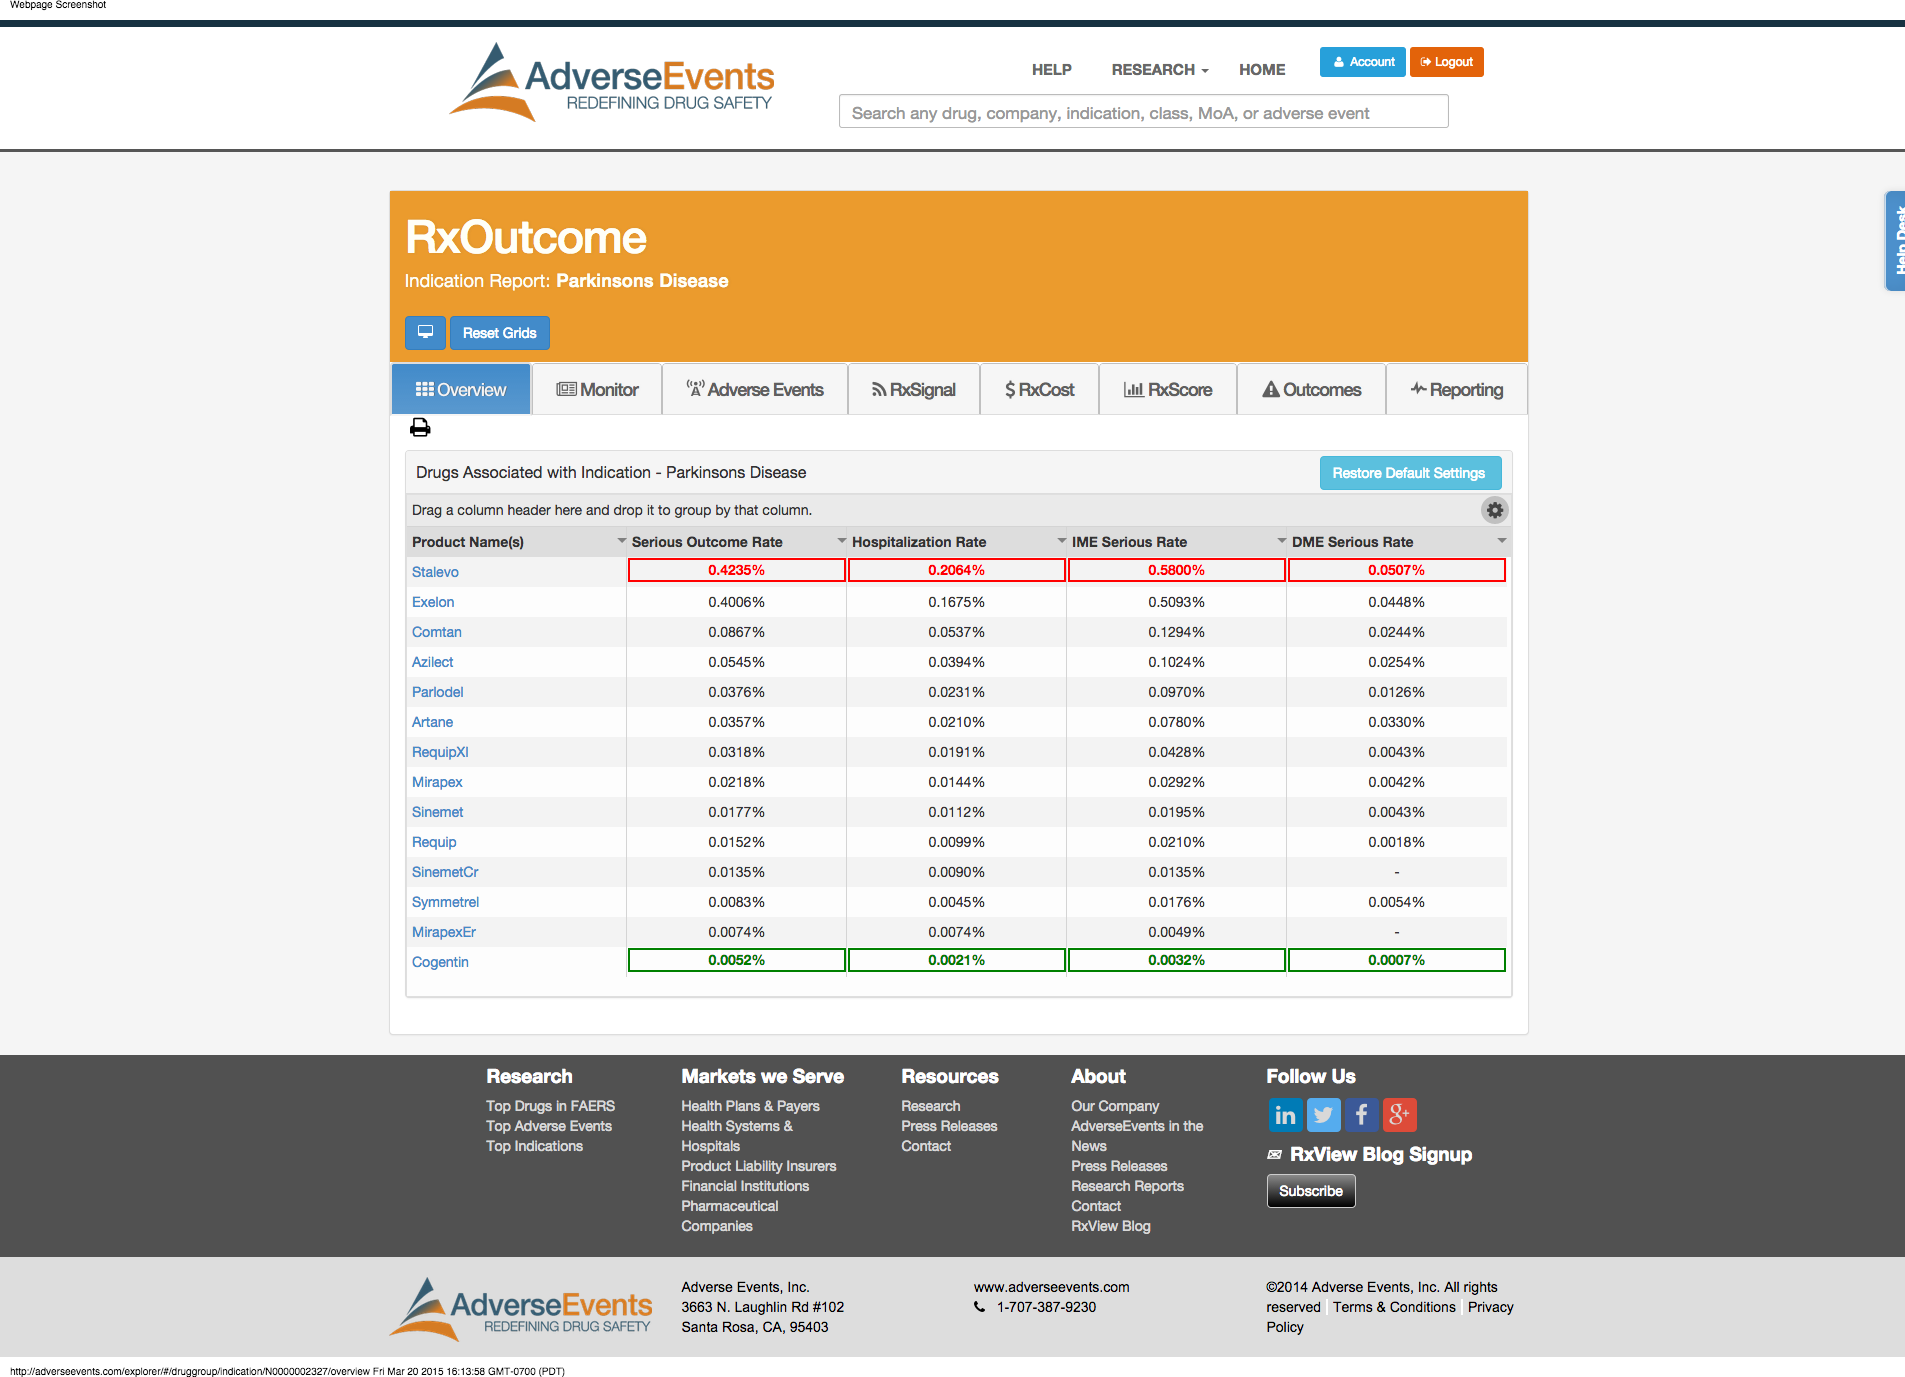 Webpage Screenshot
AdverseEvents
REDEFINING DRUG SAFETY
HELP RESEARCH HOME Account Logout
Search any drug, company, indication, class, MoA, or adverse event
Help Desk
RxOutcome
Indication Report: Parkinsons Disease
Reset Grids
Overview Monitor Adverse Events RxSignal $ RxCost RxScore Outcomes Reporting
Drugs Associated with Indication - Parkinsons Disease Restore Default Settings
Drag a column header here and drop it to group by that column.
Product Name(s) Serious Outcome Rate Hospitalization Rate IME Serious Rate DME Serious Rate
Stalevo 0.4235% 0.2064% 0.5800% 0.0507%
Exelon 0.4006% 0.1675% 0.5093% 0.0448%
Comtan 0.0867% 0.0537% 0.1294% 0.0244%
Azilect 0.0545% 0.0394% 0.1024% 0.0254%
Parlodel 0.0376% 0.0231% 0.0970% 0.0126%
Artane 0.0357% 0.0210% 0.0780% 0.0330%
RequipXl 0.0318% 0.0191% 0.0428% 0.0043%
Mirapex 0.0218% 0.0144% 0.0292% 0.0042%
Sinemet 0.0177% 0.0112% 0.0195% 0.0043%
Requip 0.0152% 0.0099% 0.0210% 0.0018%
SinemetCr 0.0135% 0.0090% 0.0135% -
Symmetrel 0.0083% 0.0045% 0.0176% 0.0054%
MirapexEr 0.0074% 0.0074% 0.0049% -
Cogentin 0.0052% 0.0021% 0.0032% 0.0007%
Research
Top Drugs in FAERS
Top Adverse Events
Top Indications
Markets we Serve
Health Plans & Payers
Health Systems &
Hospitals
Product Liability Insurers
Financial Institutions
Pharmaceutical
Companies
Resources
Research
Press Releases
Contact
About
Our Company
AdverseEvents in the
News
Press Releases
Research Reports
Contact
RxView Blog
Follow Us
in f g+
RxView Blog Signup
Subscribe
AdverseEvents
REDEFINING DRUG SAFETY
Adverse Events, Inc.
3663 N. Laughlin Rd #102
Santa Rosa, CA, 95403
www.adverseevents.com
1-707-387-9230
©2014 Adverse Events, Inc. All rights
reserved Terms & Conditions Privacy
Policy
http://adverseevents.com/explorer/#/druggroup/indication/N0000002327/overview Fri Mar 20 2015 16:13:58 GMT-0700 (PDT)